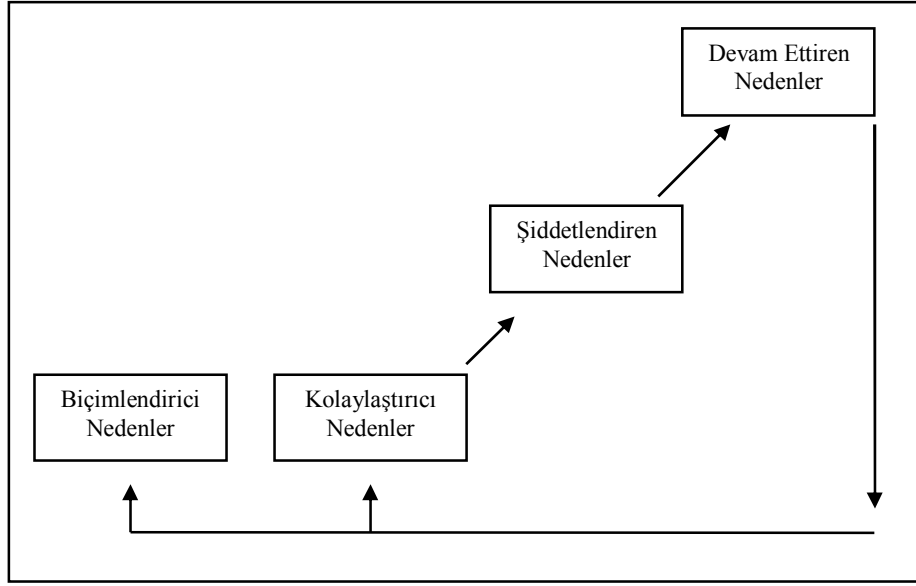 Devam Ettiren
Nedenler
Şiddetlendiren
Nedenler
Biçimlendirici
Nedenler
Kolaylaştırıcı
Nedenler